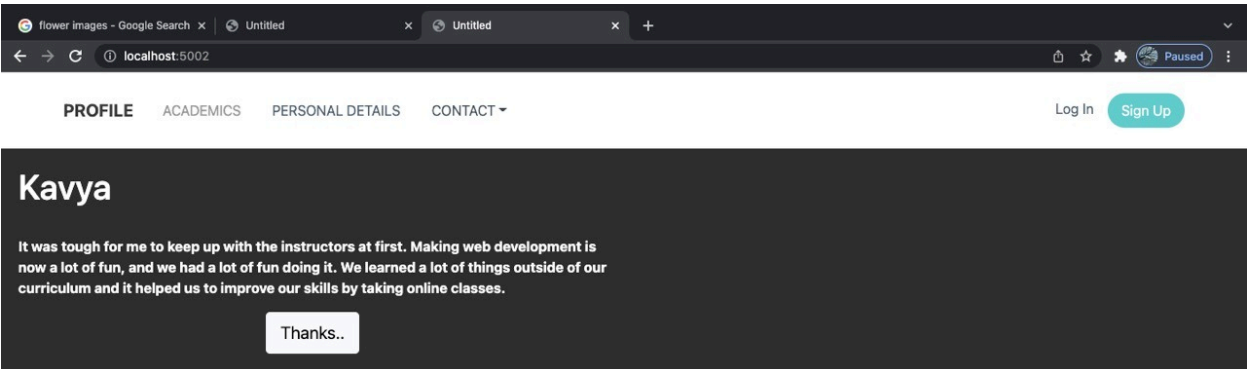 flower images - Google Search Untitled Untitled
localhost:5002 Paused
PROFILE ACADEMICS PERSONAL DETAILS CONTACT Log In Sign Up
Kavya
It was tough for me to keep up with the instructors at first. Making web development is
now a lot of fun, and we had a lot of fun doing it. We learned a lot of things outside of our
curriculum and it helped us to improve our skills by taking online classes.
Thanks..